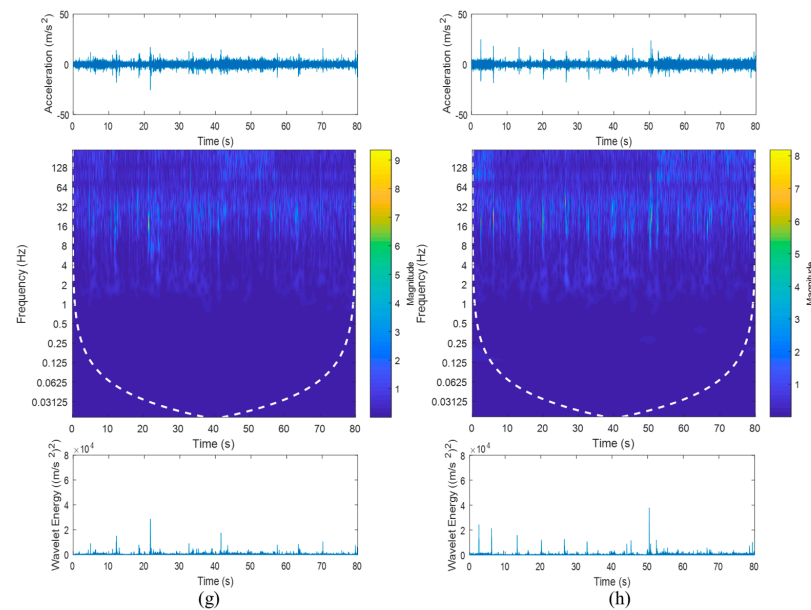 50
0
-50
Acceleration (m/s²)
0 10 20 30 40 50 60 70 80
Time (s)
128
64
32
16
8
4
2
1
0.5
0.25
0.125
0.0625
0.03125
Frequency (Hz)
0 10 20 30 40 50 60 70 80
Time (s)
9
8
7
6
5
4
3
2
1
Magnitude
×10⁴
8
6
4
2
0
Wavelet Energy ((m/s²)²)
0 10 20 30 40 50 60 70 80
Time (s)
(g)
50
0
-50
Acceleration (m/s²)
0 10 20 30 40 50 60 70 80
Time (s)
128
64
32
16
8
4
2
1
0.5
0.25
0.125
0.0625
0.03125
Frequency (Hz)
0 10 20 30 40 50 60 70 80
Time (s)
8
7
6
5
4
3
2
1
Magnitude
×10⁴
8
6
4
2
0
Wavelet Energy ((m/s²)²)
0 10 20 30 40 50 60 70 80
Time (s)
(h)